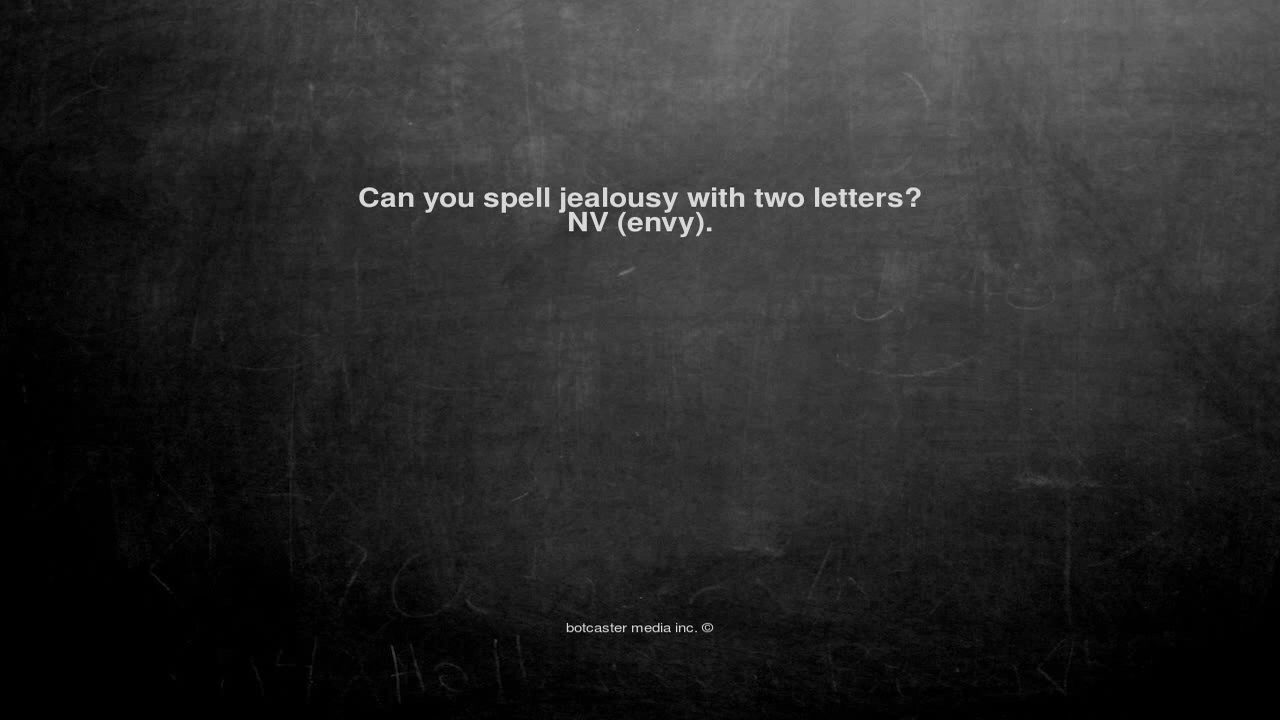 Can you spell jealousy with two letters?
NV (envy).
botcaster media inc. ©